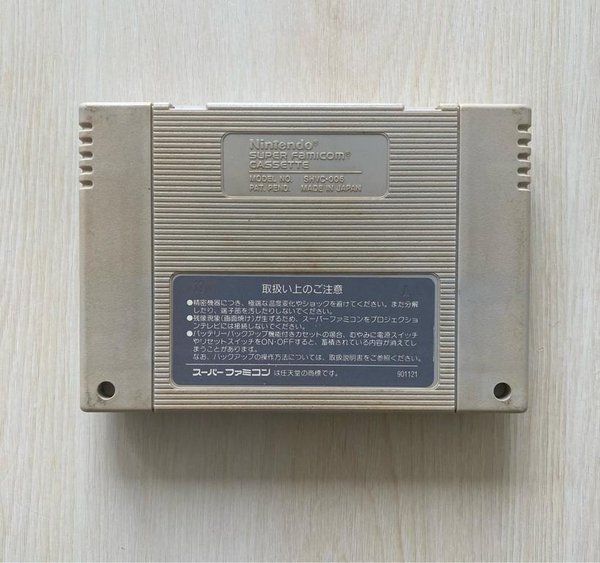 Nintendo®
SUPER FAMICOM®
CASSETTE
MODEL NO. SHVC-006
PAT. PEND. MADE IN JAPAN
取扱い上のご注意
●精密機器につき、極端な温度変化やショックを避けてください。また分解
したり、端子部を汚したりしないでください。
●残像現象(画面焼け)が生ずるため、スーパーファミコンをプロジェクショ
ンテレビには接続しないでください。
●バッテリーバックアップ機能付きカセットの場合、むやみに電源スイッチ
やリセットスイッチをON・OFFすると、蓄積されている内容が消えてし
まうことがあります。
なお、バックアップの操作方法については、取扱説明書をご参照ください。
スーパーファミコン は任天堂の商標です。 901121